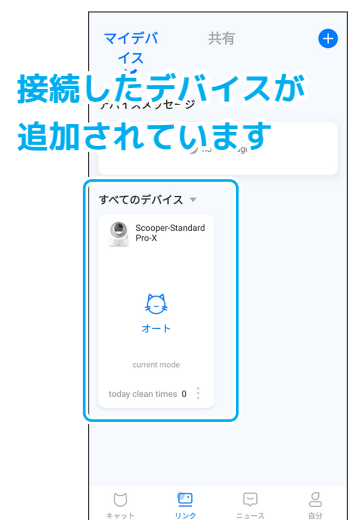 マイデバイス
共有
接続したデバイスが
追加されています
すべてのデバイス
Scooper-Standard
Pro-X
オート
current mode
today clean times 0
キャット
リンク
ニュース
自分